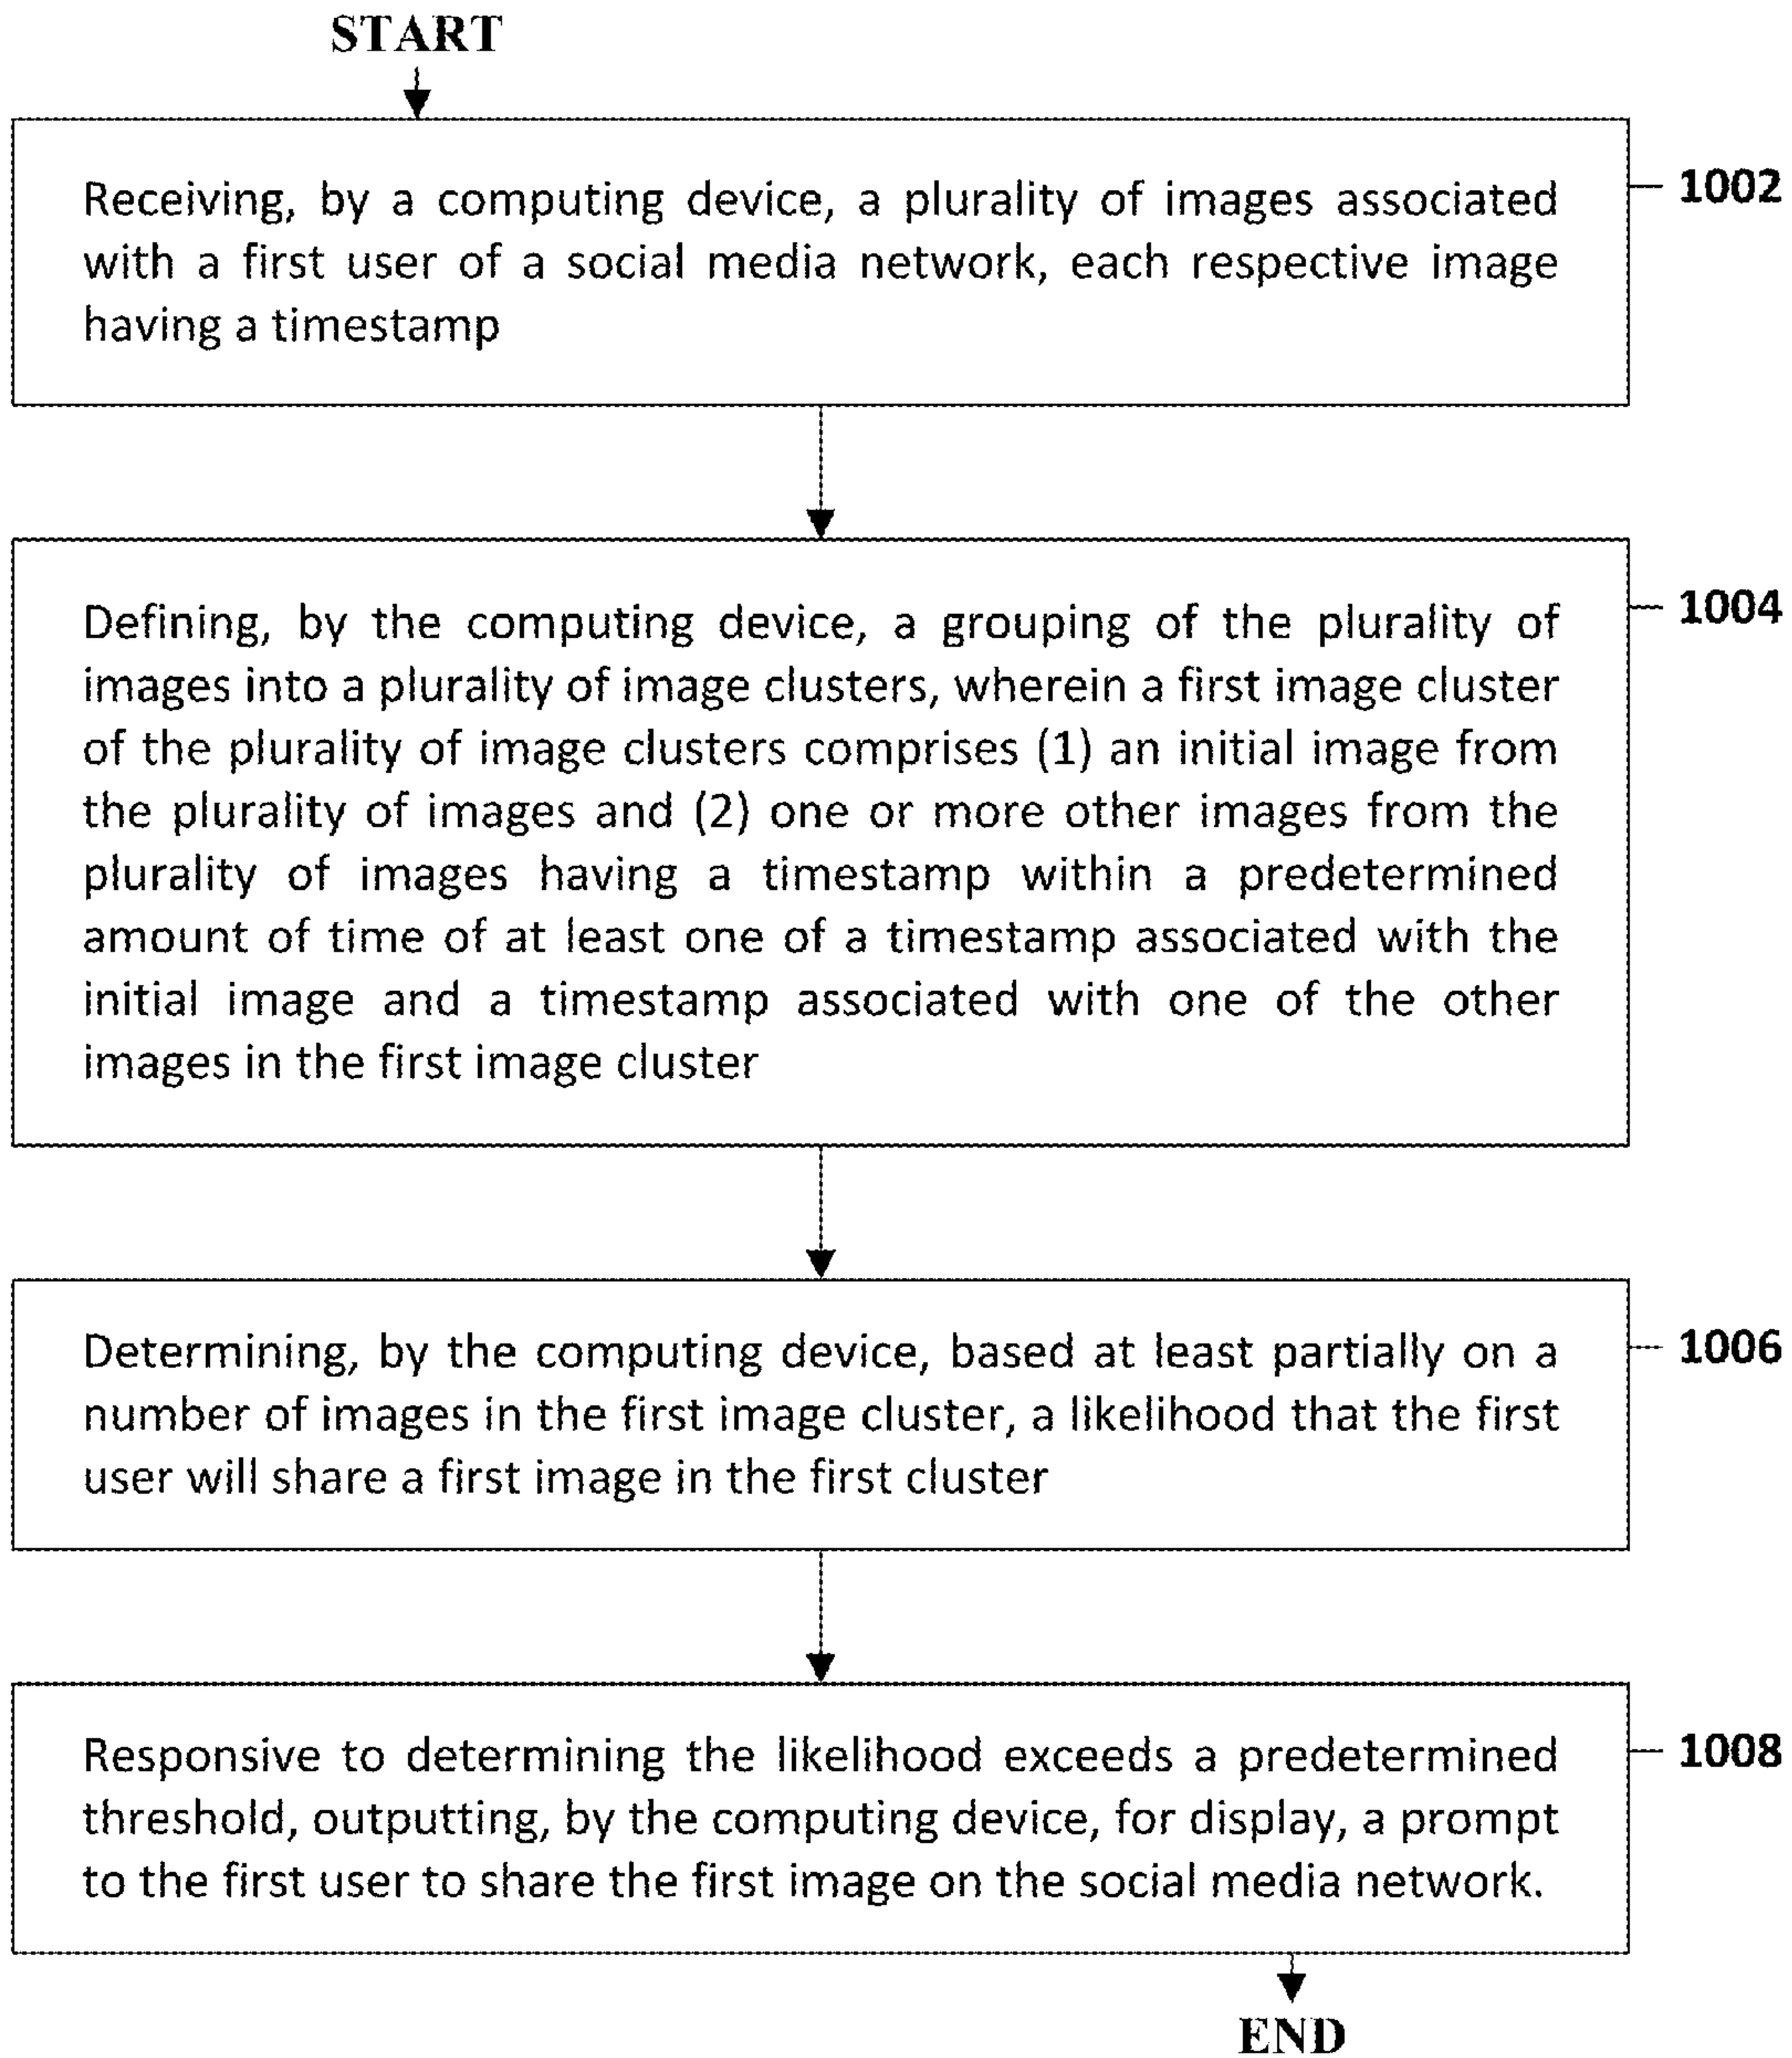 START
Receiving, by a computing device, a plurality of images associated
with a first user of a social media network, each respective image
having a timestamp
1002
Defining, by the computing device, a grouping of the plurality of
images into a plurality of image clusters, wherein a first image cluster
of the plurality of image clusters comprises (1) an initial image from
the plurality of images and (2) one or more other images from the
plurality of images having a timestamp within a predetermined
amount of time of at least one of a timestamp associated with the
initial image and a timestamp associated with one of the other
images in the first image cluster
1004
Determining, by the computing device, based at least partially on a
number of images in the first image cluster, a likelihood that the first
user will share a first image in the first cluster
1006
Responsive to determining the likelihood exceeds a predetermined
threshold, outputting, by the computing device, for display, a prompt
to the first user to share the first image on the social media network.
1008
END